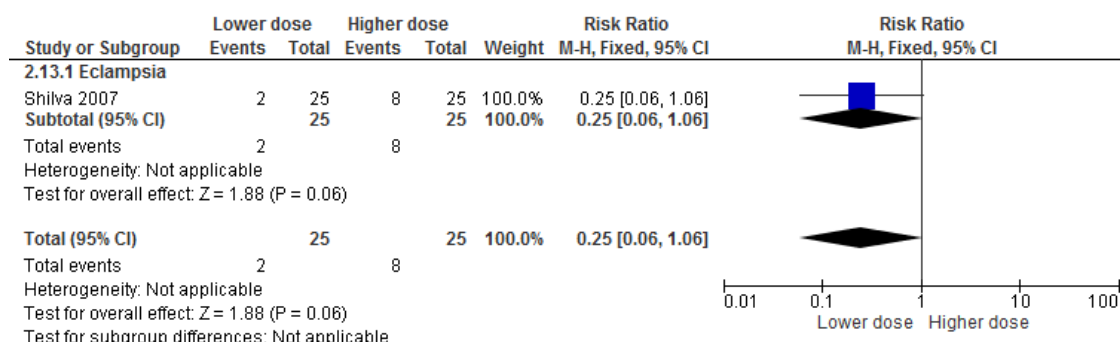 Lower dose Higher dose Risk Ratio Risk Ratio
Study or Subgroup Events Total Events Total Weight M-H, Fixed, 95% CI M-H, Fixed, 95% CI
2.13.1 Eclampsia
Shilva 2007 2 25 8 25 100.0% 0.25 [0.06, 1.06]
Subtotal (95% CI) 25 25 100.0% 0.25 [0.06, 1.06]
Total events 2 8
Heterogeneity: Not applicable
Test for overall effect: Z = 1.88 (P = 0.06)
Total (95% CI) 25 25 100.0% 0.25 [0.06, 1.06]
Total events 2 8
Heterogeneity: Not applicable
Test for overall effect: Z = 1.88 (P = 0.06)
Test for subgroup differences: Not applicable
0.01 0.1 1 10 100
Lower dose Higher dose